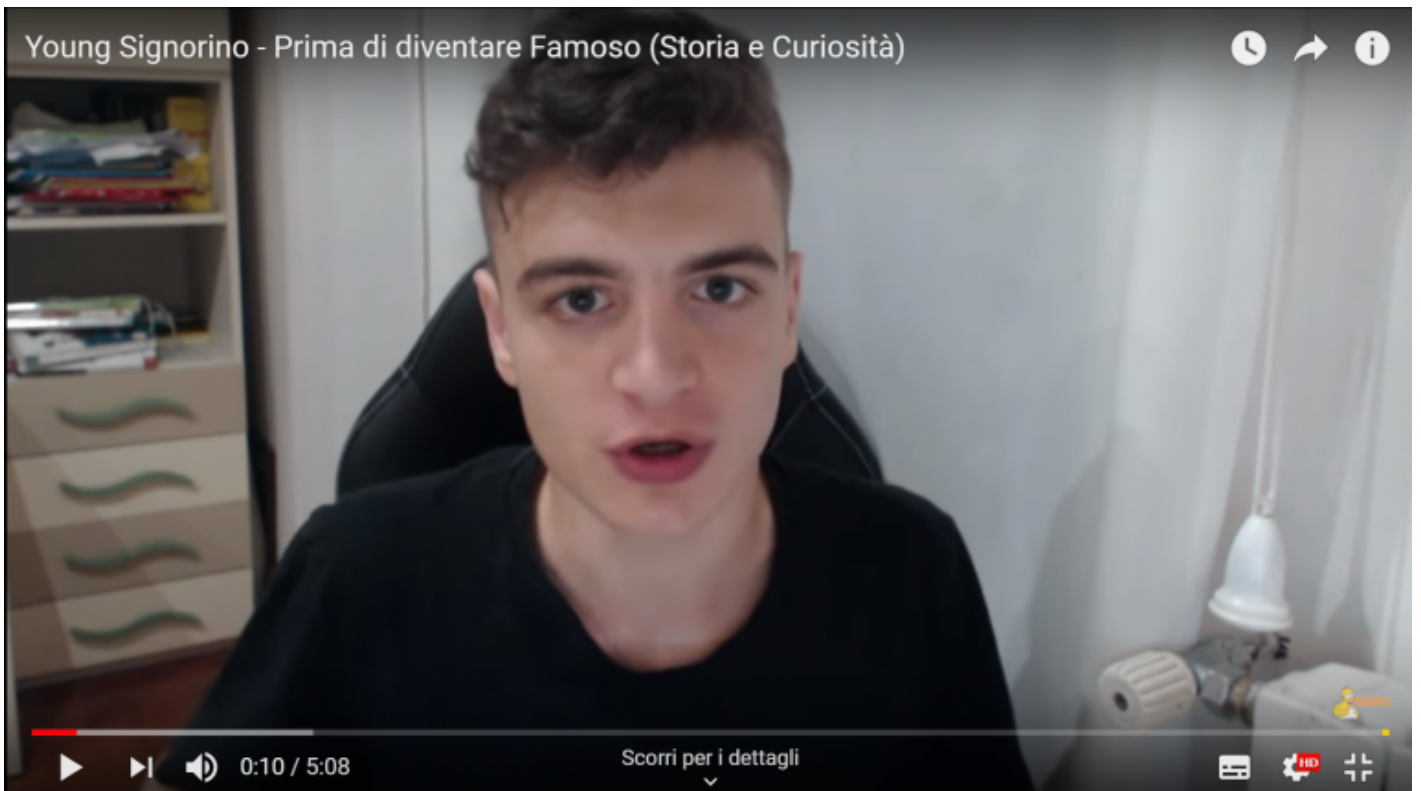 Young Signorino - Prima di diventare Famoso (Storia e Curiosità)
0:10 / 5:08
Scorri per i dettagli
HD